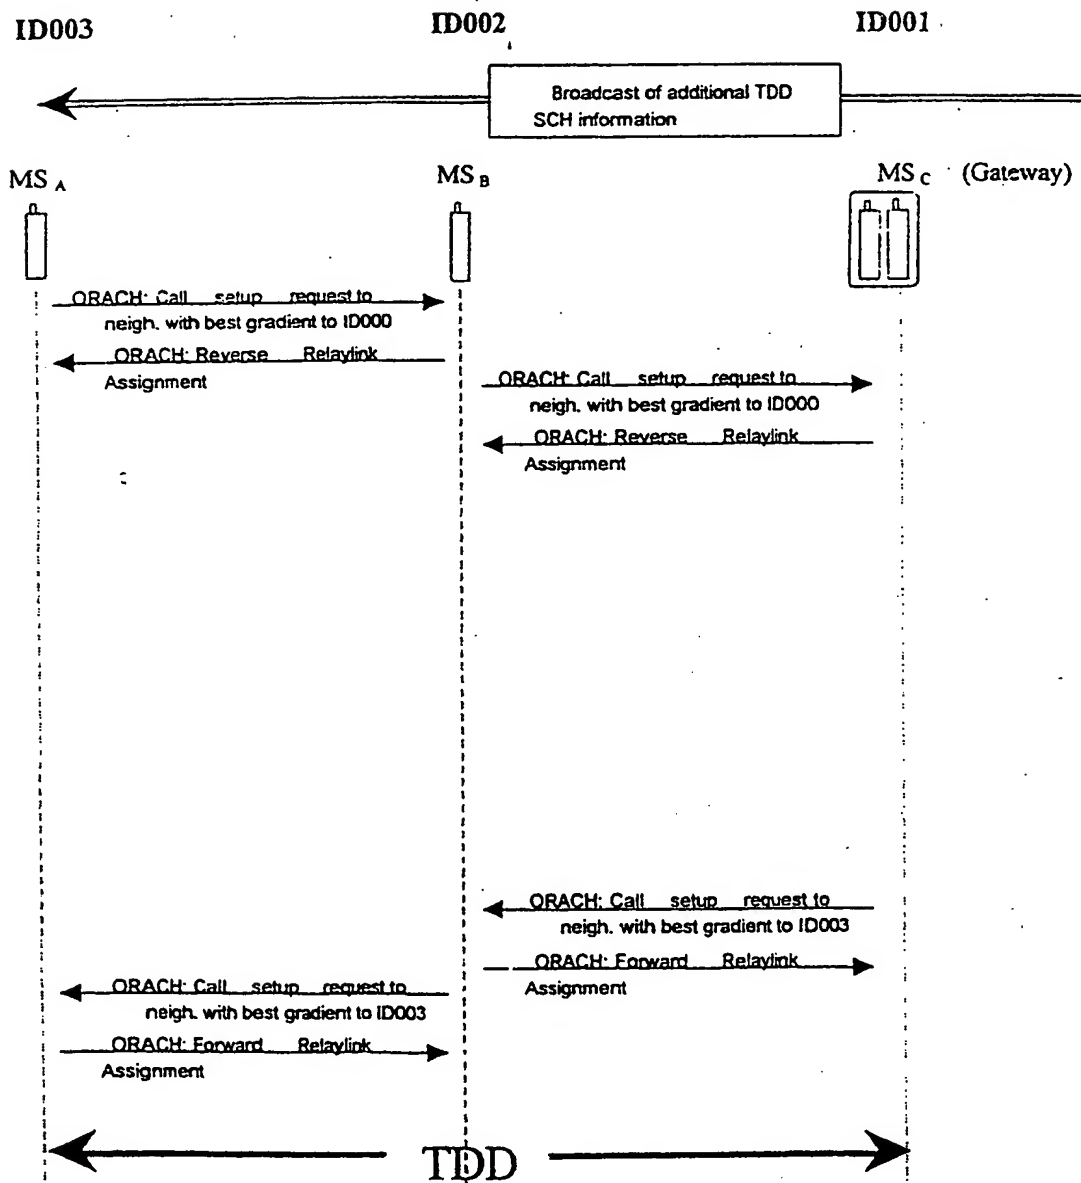 ID003 ID002 ID001
Broadcast of additional TDD
SCH information
MS A MS B MS C (Gateway)
ORACH: Call setup request to
neigh. with best gradient to ID000
ORACH: Reverse Relaylink
Assignment
ORACH: Call setup request to
neigh. with best gradient to ID000
ORACH: Reverse Relaylink
Assignment
ORACH: Call setup request to
neigh. with best gradient to ID003
ORACH: Forward Relaylink
Assignment
ORACH: Call setup request to
neigh. with best gradient to ID003
ORACH: Forward Relaylink
Assignment
TDD